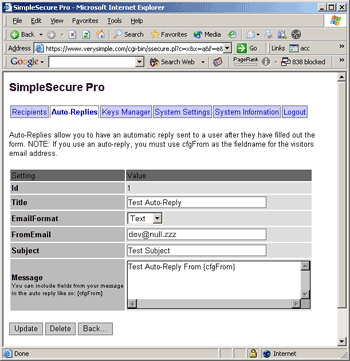 SimpleSecure Pro - Microsoft Internet Explorer
File Edit View Favorites Tools Help
Back Search Favorites Media
Address https://www.verysimple.com/cgi-bin/ssecure.pl?c=x&x=a&f=e& Go Links acc
Google Search Web PageRank 838 blocked
SimpleSecure Pro
Recipients Auto-Replies Keys Manager System Settings System Information Logout
Auto-Replies allow you to have an automatic reply sent to a user after they have filled out the
form. NOTE: If you use an auto-reply, you must use cfgFrom as the fieldname for the visitors
email address.
Setting Value
Id 1
Title Test Auto-Reply
EmailFormat Text
FromEmail dev@null.zzz
Subject Test Subject
Message Test Auto-Reply From {cfgFrom}
You can include fields from your message
in the auto reply like so: {cfgFrom}
Update Delete Back...
Done Internet